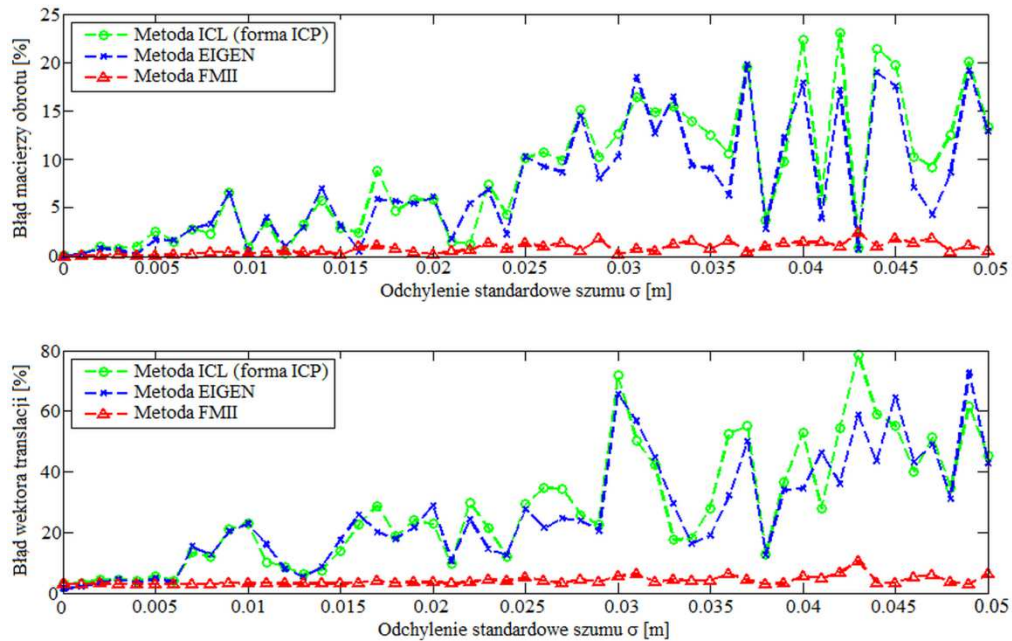 25
20
15
10
5
0
Błąd macierzy obrotu [%]
Metoda ICL (forma ICP)
Metoda EIGEN
Metoda FMII
0 0.005 0.01 0.015 0.02 0.025 0.03 0.035 0.04 0.045 0.05
Odchylenie standardowe szumu σ [m]
80
60
40
20
0
Błąd wektora translacji [%]
Metoda ICL (forma ICP)
Metoda EIGEN
Metoda FMII
0 0.005 0.01 0.015 0.02 0.025 0.03 0.035 0.04 0.045 0.05
Odchylenie standardowe szumu σ [m]